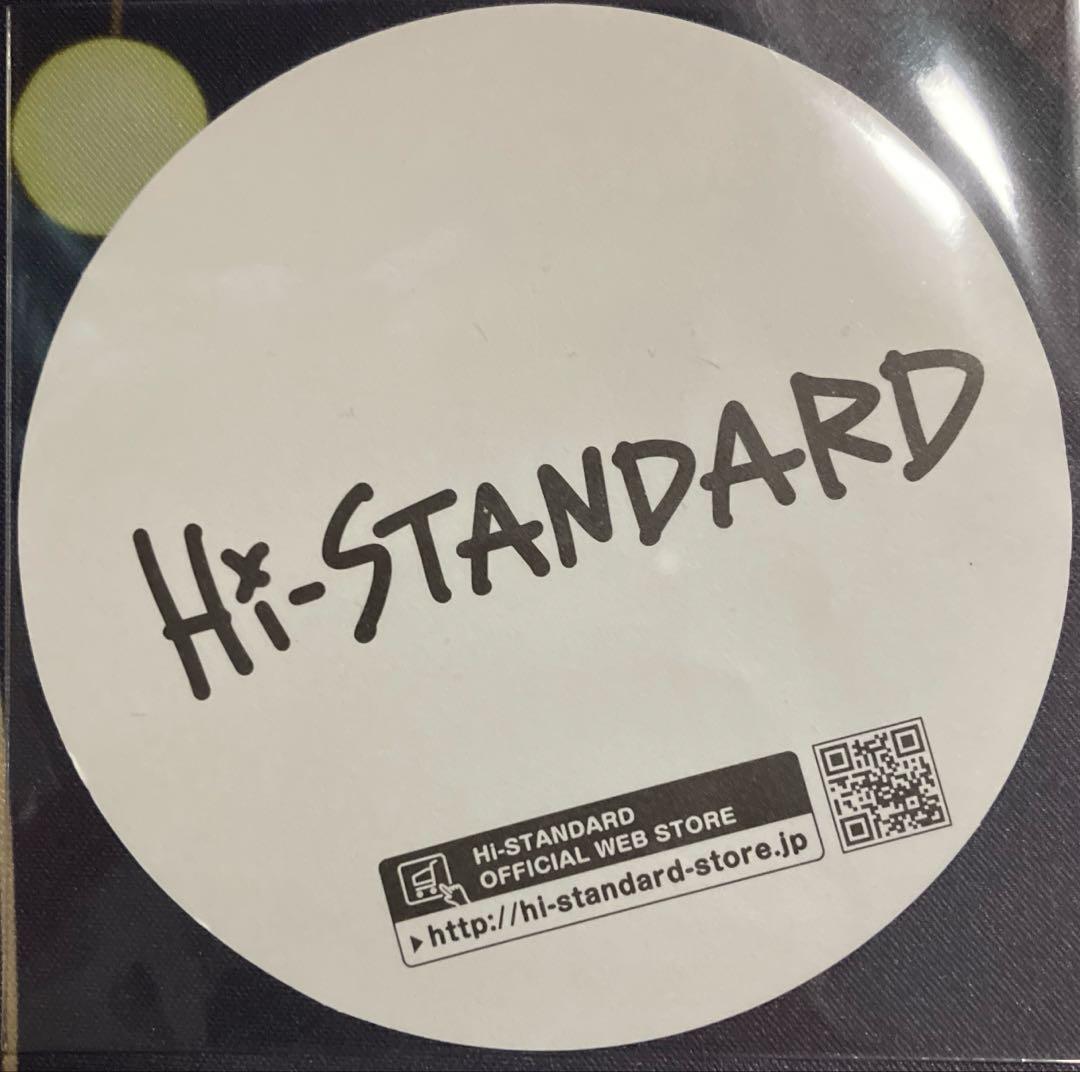 Hi-STANDARD
Hi-STANDARD
OFFICIAL WEB STORE
▶http://hi-standard-store.jp